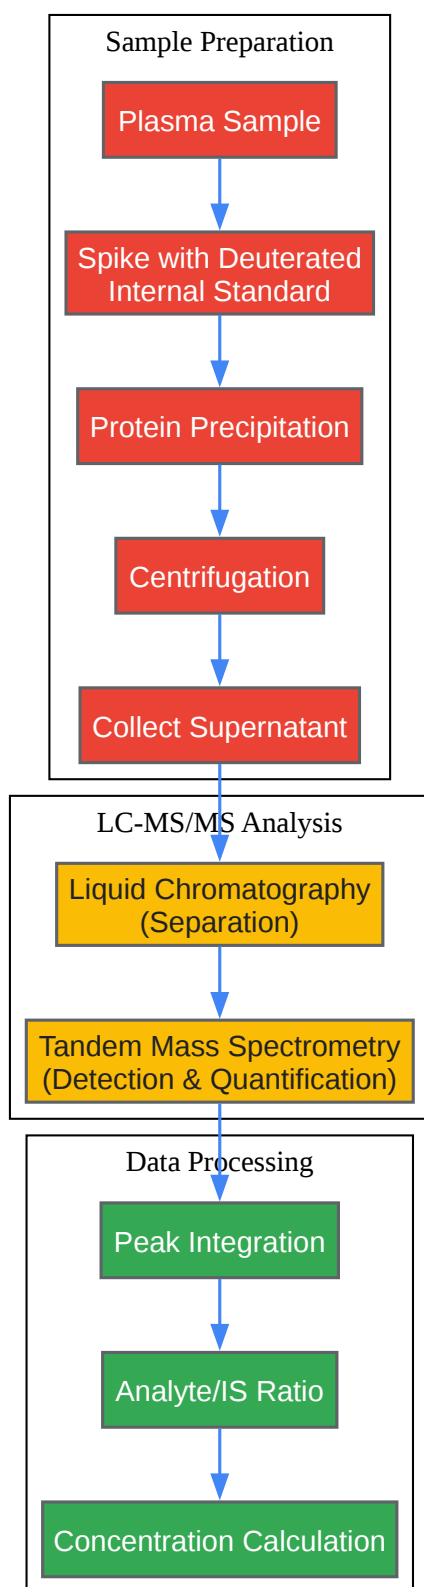 Sample Preparation
Plasma Sample
Spike with Deuterated
Internal Standard
Protein Precipitation
Centrifugation
Collect Supernatant
LC-MS/MS Analysis
Liquid Chromatography
(Separation)
Tandem Mass Spectrometry
(Detection & Quantification)
Data Processing
Peak Integration
Analyte/IS Ratio
Concentration Calculation